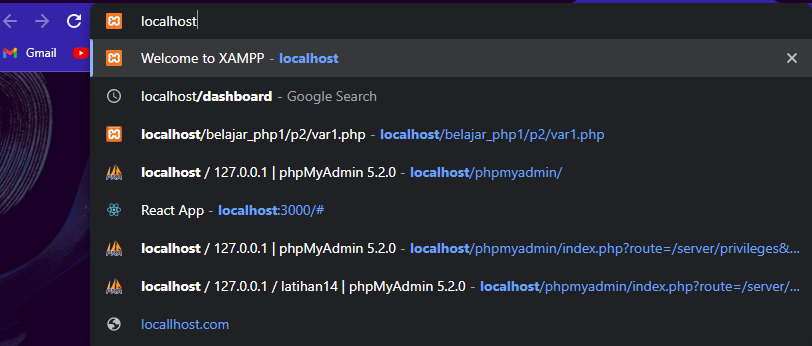 localhost
Gmail
Welcome to XAMPP - localhost
localhost/dashboard - Google Search
localhost/belajar_php1/p2/var1.php - localhost/belajar_php1/p2/var1.php
localhost / 127.0.0.1 | phpMyAdmin 5.2.0 - localhost/phpmyadmin/
React App - localhost:3000/#
localhost / 127.0.0.1 | phpMyAdmin 5.2.0 - localhost/phpmyadmin/index.php?route=/server/privileges&...
localhost / 127.0.0.1 / latihan14 | phpMyAdmin 5.2.0 - localhost/phpmyadmin/index.php?route=/server/...
locallhost.com